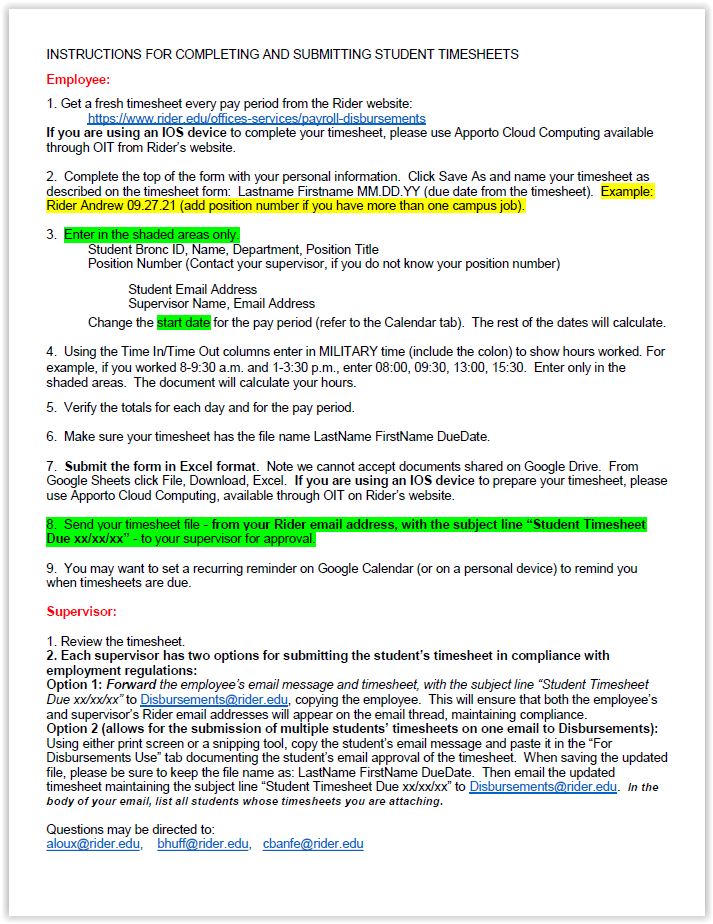 INSTRUCTIONS FOR COMPLETING AND SUBMITTING STUDENT TIMESHEETS
Employee:
1. Get a fresh timesheet every pay period from the Rider website:
https://www.rider.edu/offices-services/payroll-disbursements
If you are using an IOS device to complete your timesheet, please use Apporto Cloud Computing available
through OIT from Rider's website.
2.  Complete the top of the form with your personal information.  Click Save As and name your timesheet as
described on the timesheet form:  Lastname Firstname MM.DD.YY (due date from the timesheet).  Example:
Rider Andrew 09.27.21 (add position number if you have more than one campus job).
3.  Enter in the shaded areas only.
Student Bronc ID, Name, Department, Position Title
Position Number (Contact your supervisor, if you do not know your position number)
Student Email Address
Supervisor Name, Email Address
Change the start date for the pay period (refer to the Calendar tab).  The rest of the dates will calculate.
4.  Using the Time In/Time Out columns enter in MILITARY time (include the colon) to show hours worked. For
example, if you worked 8-9:30 a.m. and 1-3:30 p.m., enter 08:00, 09:30, 13:00, 15:30.  Enter only in the
shaded areas.  The document will calculate your hours.
5.  Verify the totals for each day and for the pay period.
6.  Make sure your timesheet has the file name LastName FirstName DueDate.
7.  Submit the form in Excel format.  Note we cannot accept documents shared on Google Drive.  From
Google Sheets click File, Download, Excel.  If you are using an IOS device to prepare your timesheet, please
use Apporto Cloud Computing, available through OIT on Rider's website.
8.  Send your timesheet file - from your Rider email address, with the subject line “Student Timesheet
Due xx/xx/xx” - to your supervisor for approval.
9.  You may want to set a recurring reminder on Google Calendar (or on a personal device) to remind you
when timesheets are due.
Supervisor:
1. Review the timesheet.
2. Each supervisor has two options for submitting the student's timesheet in compliance with
employment regulations:
Option 1: Forward the employee's email message and timesheet, with the subject line “Student Timesheet
Due xx/xx/xx” to Disbursements@rider.edu, copying the employee.  This will ensure that both the employee's
and supervisor's Rider email addresses will appear on the email thread, maintaining compliance.
Option 2 (allows for the submission of multiple students' timesheets on one email to Disbursements):
Using either print screen or a snipping tool, copy the student's email message and paste it in the “For
Disbursements Use” tab documenting the student's email approval of the timesheet.  When saving the updated
file, please be sure to keep the file name as: LastName FirstName DueDate.  Then email the updated
timesheet maintaining the subject line “Student Timesheet Due xx/xx/xx” to Disbursements@rider.edu.  In the
body of your email, list all students whose timesheets you are attaching.
Questions may be directed to:
aloux@rider.edu,    bhuff@rider.edu,   cbanfe@rider.edu